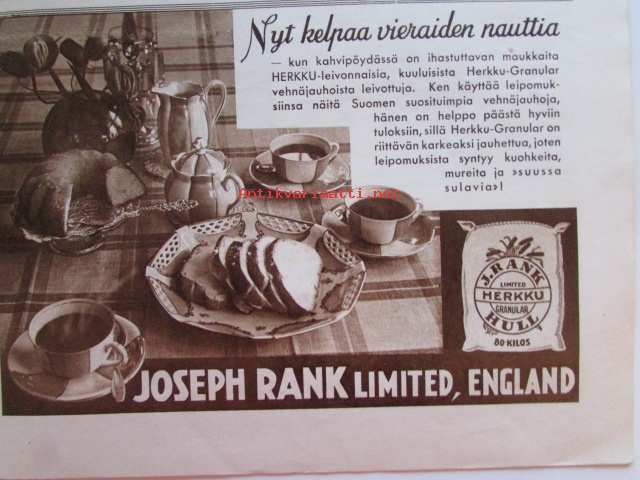 Nyt kelpaa vieraiden nauttia
— kun kahvipöydässä on ihastuttavan maukkaita
HERKKU-leivonnaisia, kuuluisista Herkku-Granular
vehnäjauhoista leivottuja. Ken käyttää leipomuk-
siinsa näitä Suomen suosituimpia vehnäjauhoja,
hänen on helppo päästä hyviin
tuloksiin, sillä Herkku-Granular on
riittävän karkeaksi jauhettua, joten
leipomuksista syntyy kuohkeita,
mureita ja »suussa
sulavia»!
Antikvariaatti.net
J. RANK
LIMITED
HERKKU
GRANULAR
HULL
80·KILOS
JOSEPH RANK LIMITED, ENGLAND